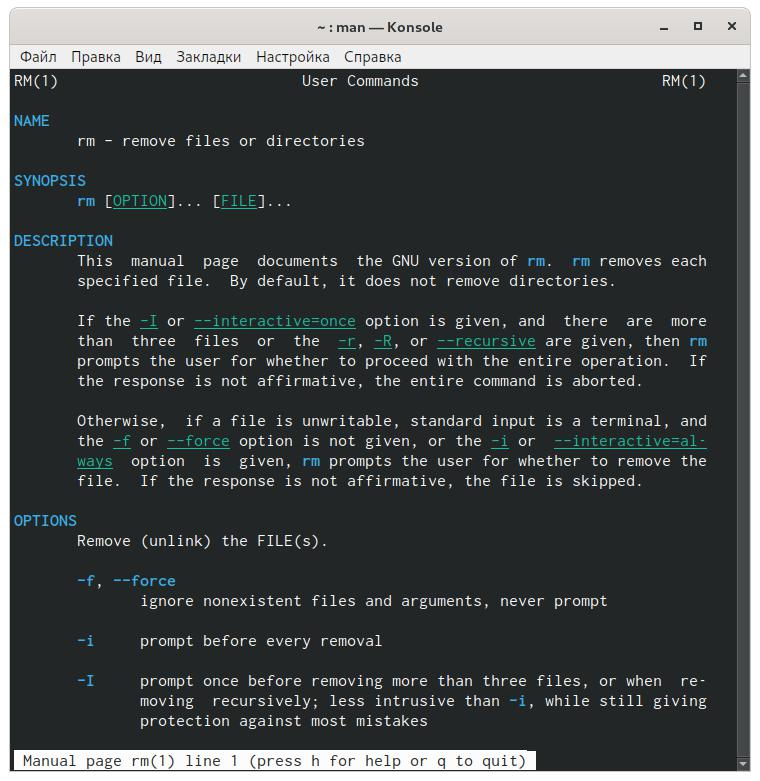 ~ : man — Konsole
Файл Правка Вид Закладки Настройка Справка
RM(1) User Commands RM(1)
NAME
rm - remove files or directories
SYNOPSIS
rm [OPTION]... [FILE]...
DESCRIPTION
This manual page documents the GNU version of rm. rm removes each
specified file. By default, it does not remove directories.
If the -I or --interactive=once option is given, and there are more
than three files or the -r, -R, or --recursive are given, then rm
prompts the user for whether to proceed with the entire operation. If
the response is not affirmative, the entire command is aborted.
Otherwise, if a file is unwritable, standard input is a terminal, and
the -f or --force option is not given, or the -i or --interactive=al-
ways option is given, rm prompts the user for whether to remove the
file. If the response is not affirmative, the file is skipped.
OPTIONS
Remove (unlink) the FILE(s).
-f, --force
ignore nonexistent files and arguments, never prompt
-i prompt before every removal
-I prompt once before removing more than three files, or when re-
moving recursively; less intrusive than -i, while still giving
protection against most mistakes
Manual page rm(1) line 1 (press h for help or q to quit)